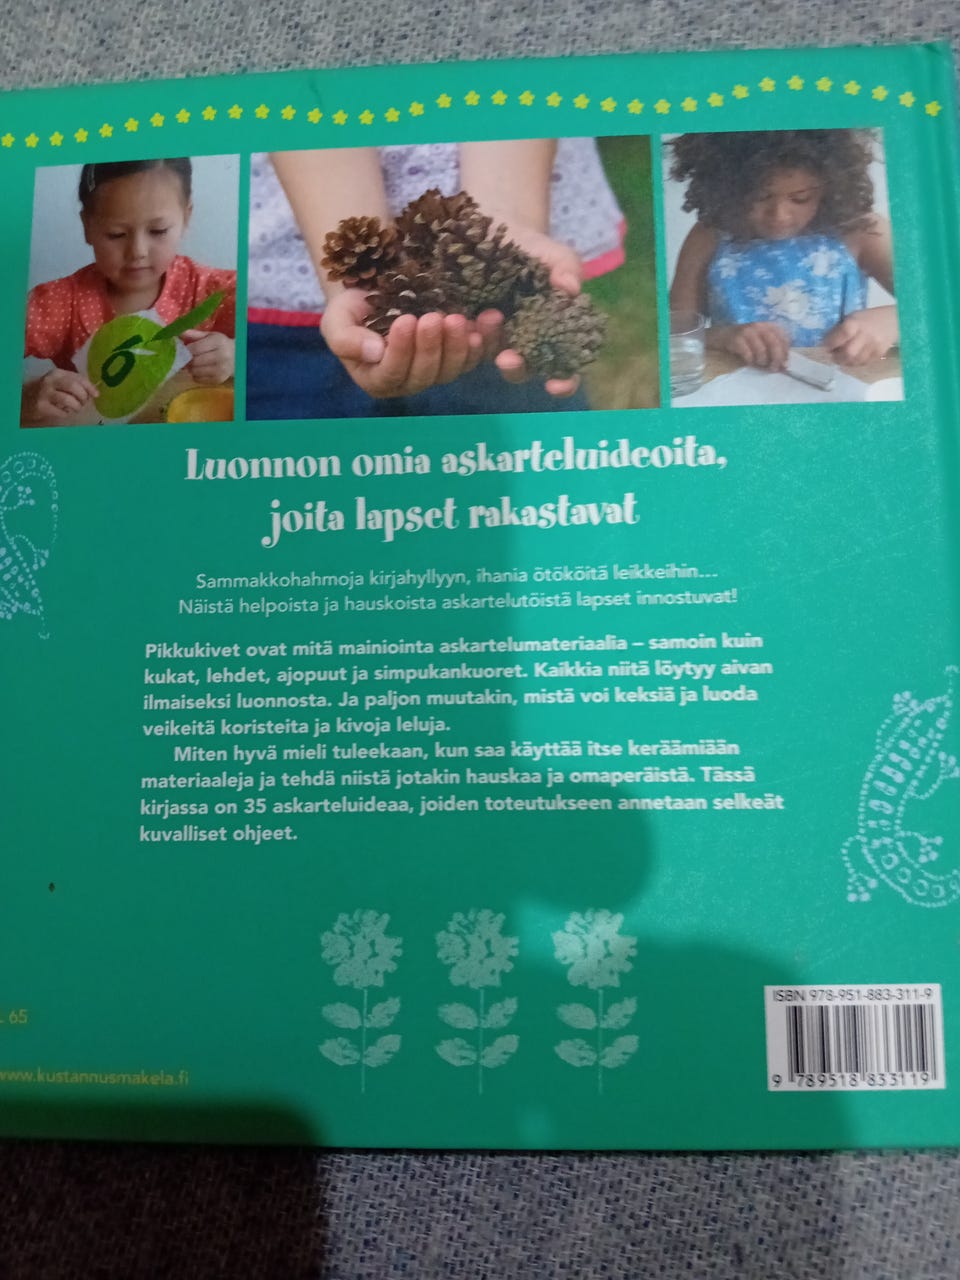 Luonnon omia askarteluideoita,
joita lapset rakastavat
Sammakkohahmoja kirjahyllyyn, ihania ötököitä leikkeihin...
Näistä helpoista ja hauskoista askartelutöistä lapset innostuvat!
Pikkukivet ovat mitä mainiointa askartelumateriaalia – samoin kuin
kukat, lehdet, ajopuut ja simpukankuoret. Kaikkia niitä löytyy aivan
ilmaiseksi luonnosta. Ja paljon muutakin, mistä voi keksiä ja luoda
veikeitä koristeita ja kivoja leluja.
Miten hyvä mieli tuleekaan, kun saa käyttää itse keräämiään
materiaaleja ja tehdä niistä jotakin hauskaa ja omaperäistä. Tässä
kirjassa on 35 askarteluideaa, joiden toteutukseen annetaan selkeät
kuvalliset ohjeet.
65
www.kustannusmakela.fi
ISBN 978-951-883-311-9
9 789518 833119